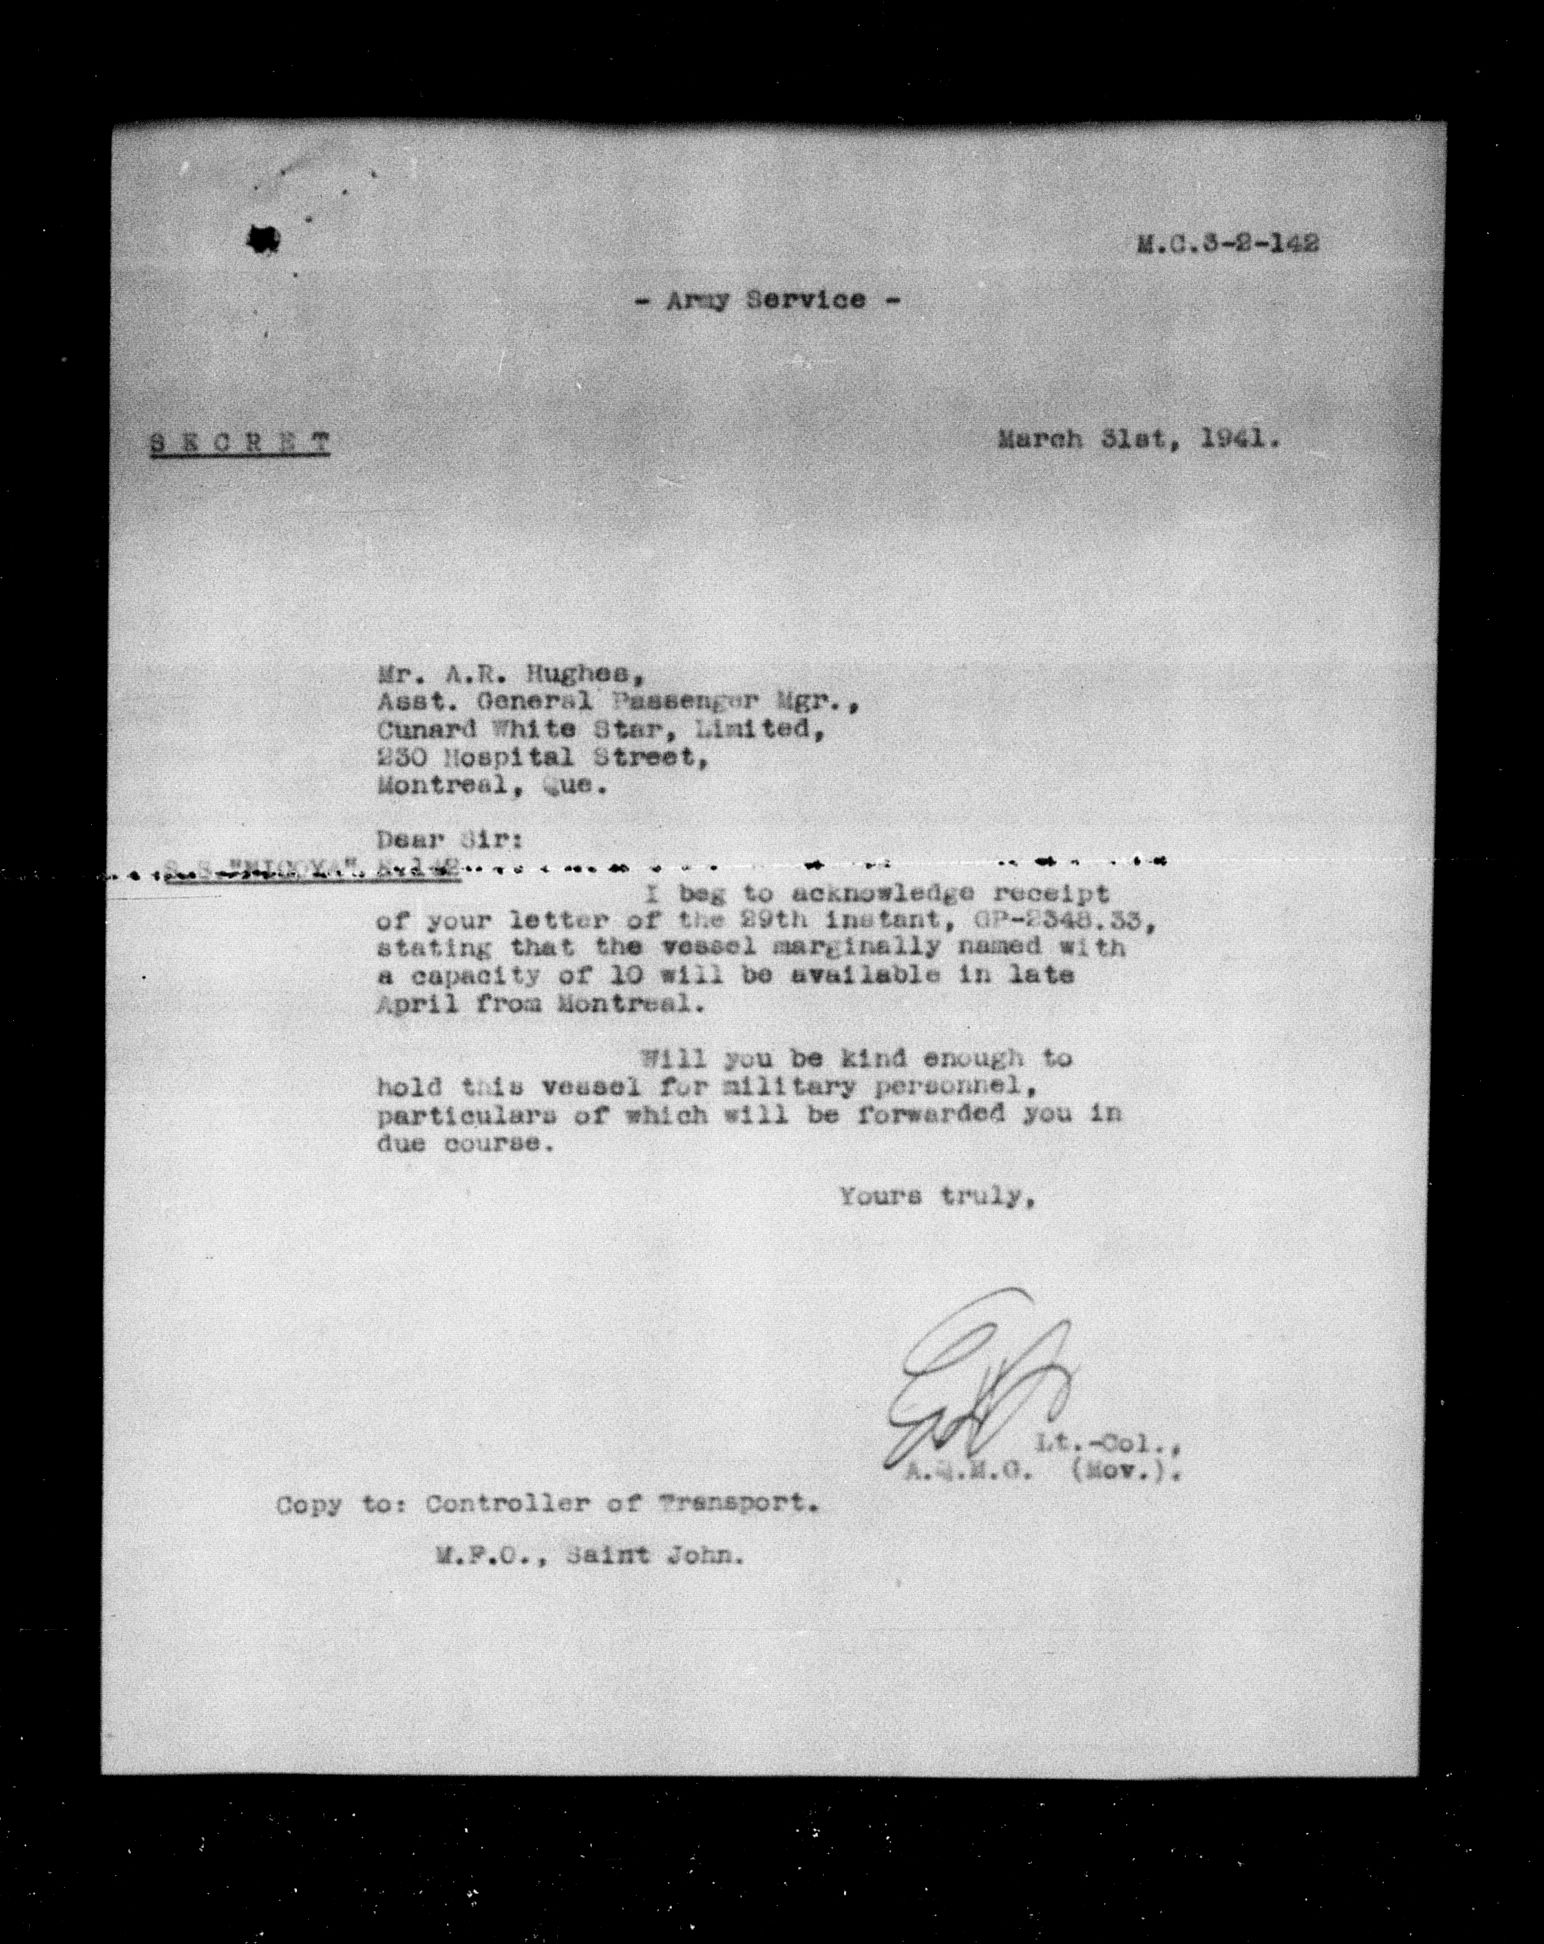 M.C.3-2-142
- Army Service -
S E C R E T
March 31st, 1941.
Mr. A.R. Hughes,
Asst. General Passenger Mgr.,
Cunard White Star, Limited,
230 Hospital Street,
Montreal, Que.
Dear Sir:
S.S."NICOYA" E.142
I beg to acknowledge receipt
of your letter of the 29th instant, GP-2348.33,
stating that the vessel marginally named with
a capacity of 10 will be available in late
April from Montreal.
Will you be kind enough to
hold this vessel for military personnel,
particulars of which will be forwarded you in
due course.
Yours truly,
Lt.-Col.,
A.Q.M.G. (Mov.).
Copy to: Controller of Transport.
M.F.O., Saint John.